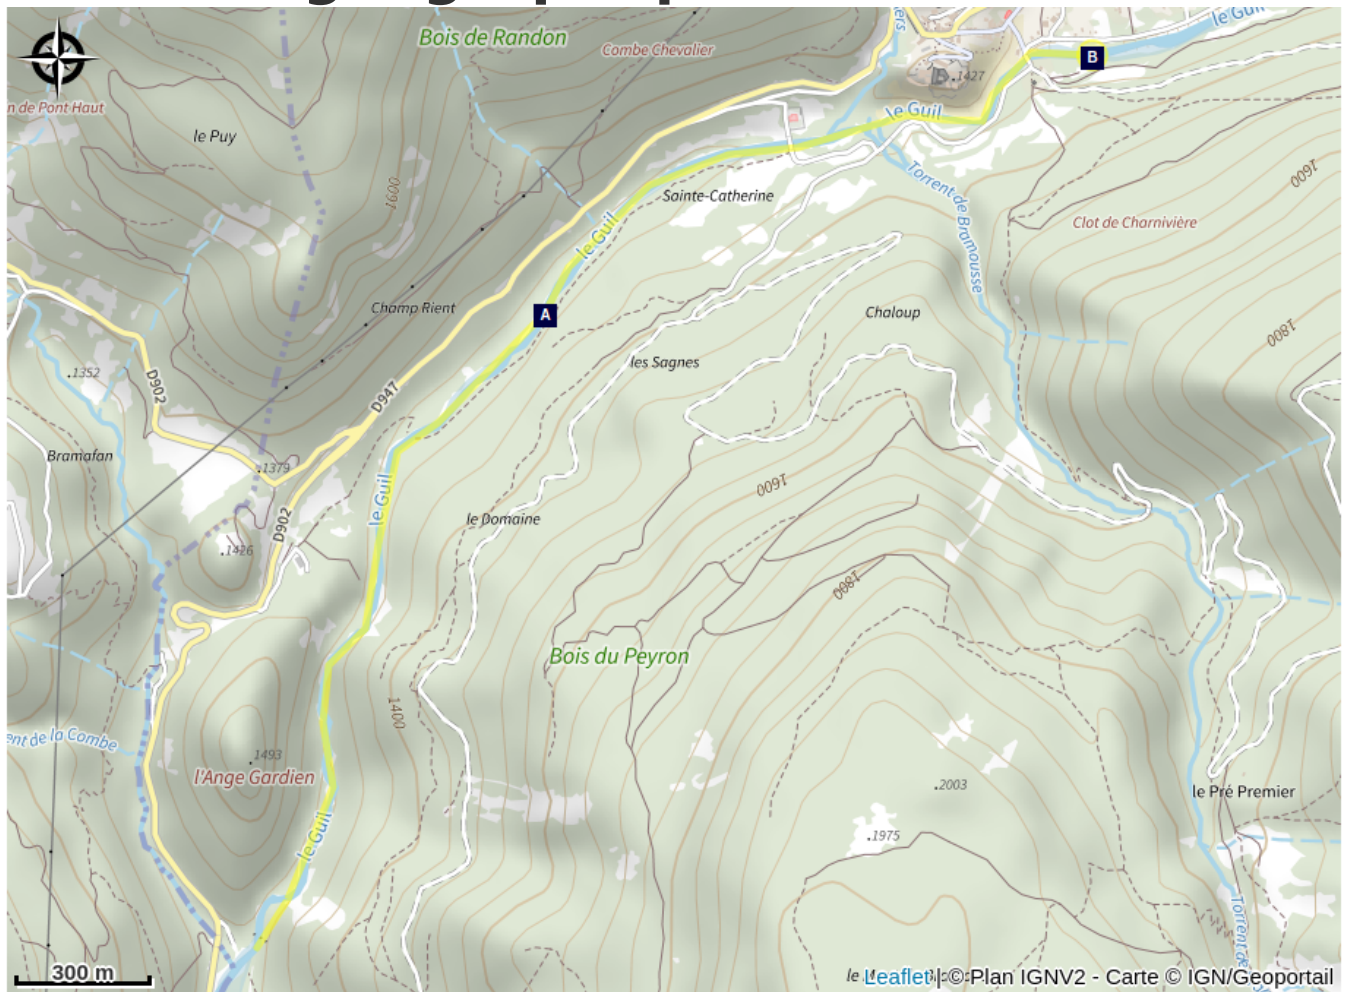 le Guil
Bois de Randon
Combe Chevalier
ers
B
.1427
n de Pont Haut
le Puy
le Guil
1600
1600
Sainte-Catherine
Torrent de Bramousse
Clot de Charnivière
le Guil
Champ Rient
A
Chaloup
1800
les Sagnes
.1352
D902
D947
Bramafan
.1379
1600
le Guil
le Domaine
D902
.1426
1800
Bois du Peyron
1400
ent de la Combe
.1493
l'Ange Gardien
.2003
le Pré Premier
.1975
le Guil
Torrent de
300 m
Leaflet | © Plan IGNV2 - Carte © IGN/Geoportail